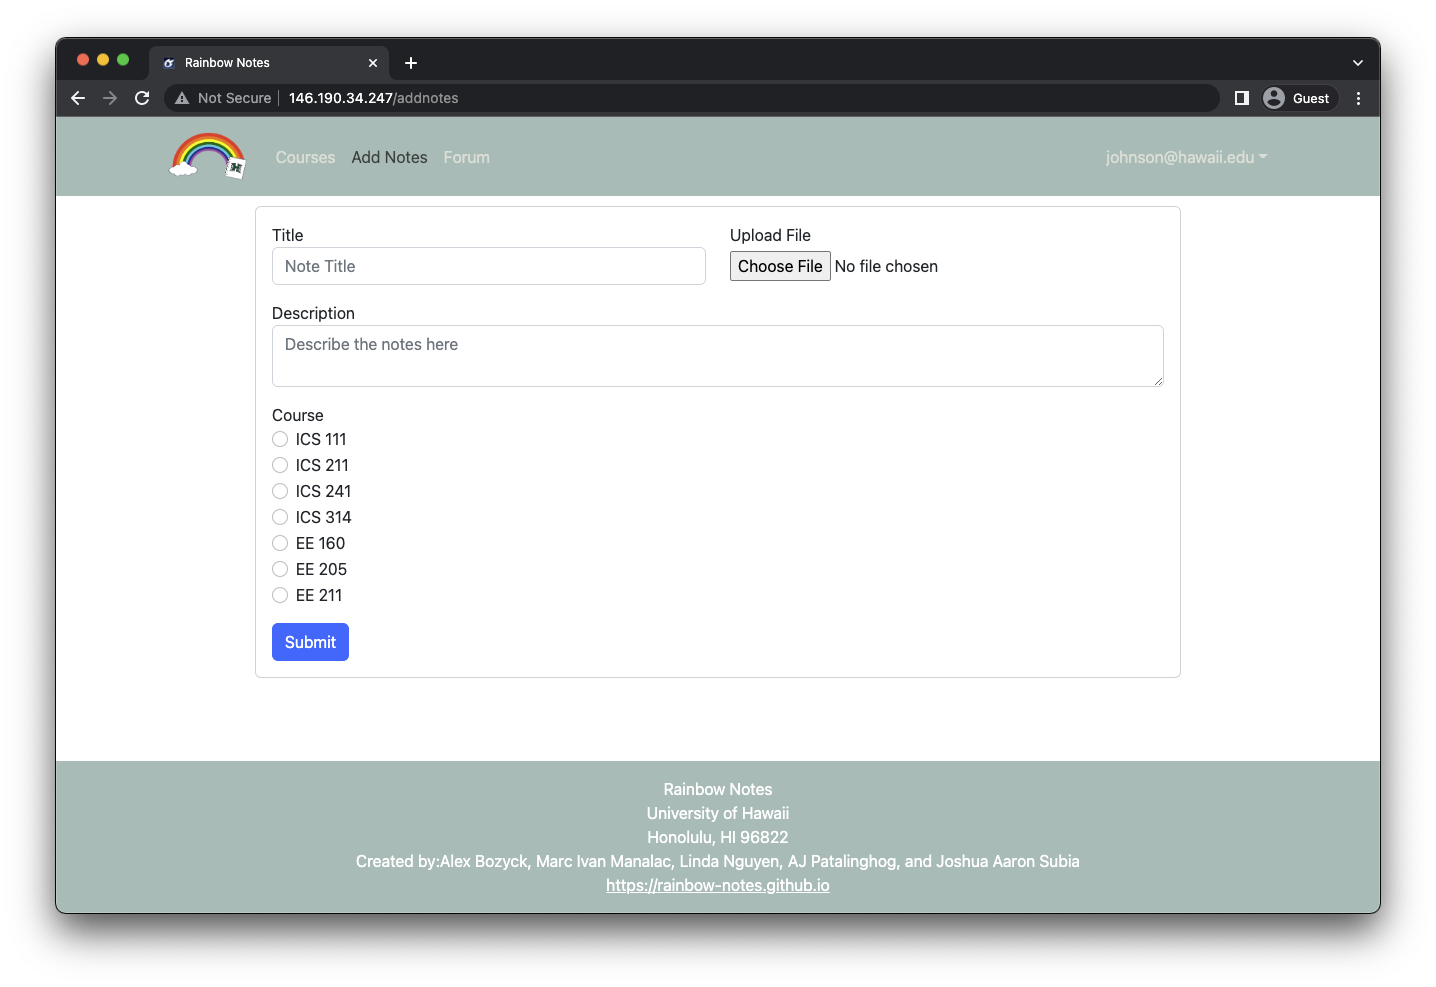 Rainbow Notes
Not Secure 146.190.34.247/addnotes
Guest
Courses Add Notes Forum
johnson@hawaii.edu
Title
Note Title
Upload File
Choose File No file chosen
Description
Describe the notes here
Course
ICS 111
ICS 211
ICS 241
ICS 314
EE 160
EE 205
EE 211
Submit
Rainbow Notes
University of Hawaii
Honolulu, HI 96822
Created by:Alex Bozyck, Marc Ivan Manalac, Linda Nguyen, AJ Patalinghog, and Joshua Aaron Subia
https://rainbow-notes.github.io